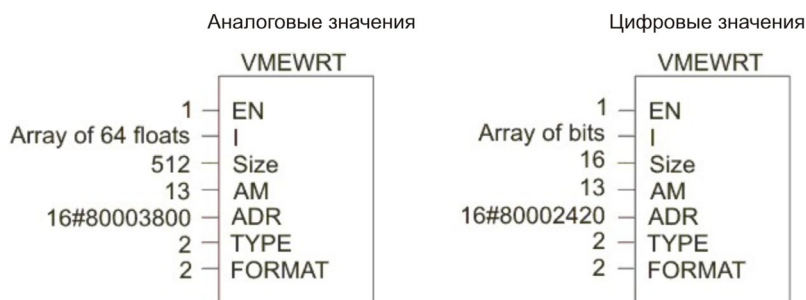 Аналоговые значения
VMEWRT
1 EN
Array of 64 floats I
512 Size
13 AM
16#80003800 ADR
2 TYPE
2 FORMAT
Цифровые значения
VMEWRT
1 EN
Array of bits I
16 Size
13 AM
16#80002420 ADR
2 TYPE
2 FORMAT